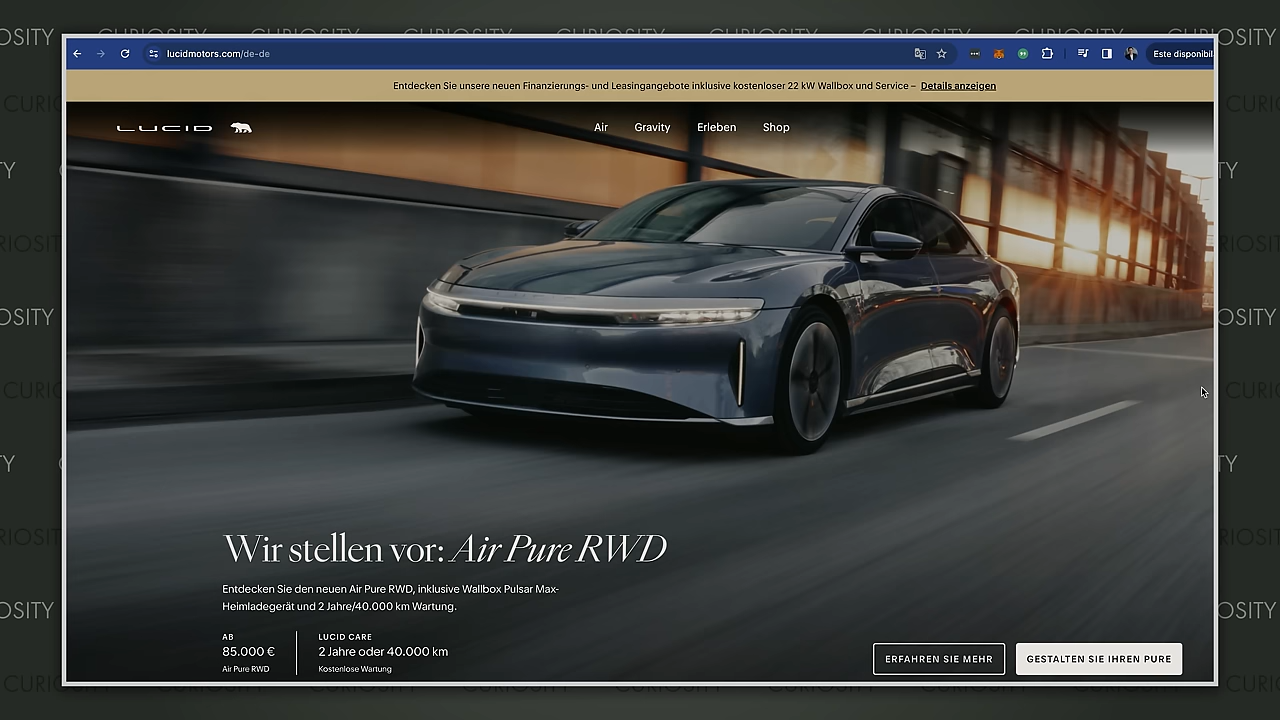 lucidmotors.com/de-de
Este disponibil
Entdecken Sie unsere neuen Finanzierungs- und Leasingangebote inklusive kostenloser 22 kW Wallbox und Service – Details anzeigen
LUCID
Air Gravity Erleben Shop
Wir stellen vor: Air Pure RWD
Entdecken Sie den neuen Air Pure RWD, inklusive Wallbox Pulsar Max-
Heimladegerät und 2 Jahre/40.000 km Wartung.
AB
85.000 €
Air Pure RWD
LUCID CARE
2 Jahre oder 40.000 km
Kostenlose Wartung
ERFAHREN SIE MEHR
GESTALTEN SIE IHREN PURE